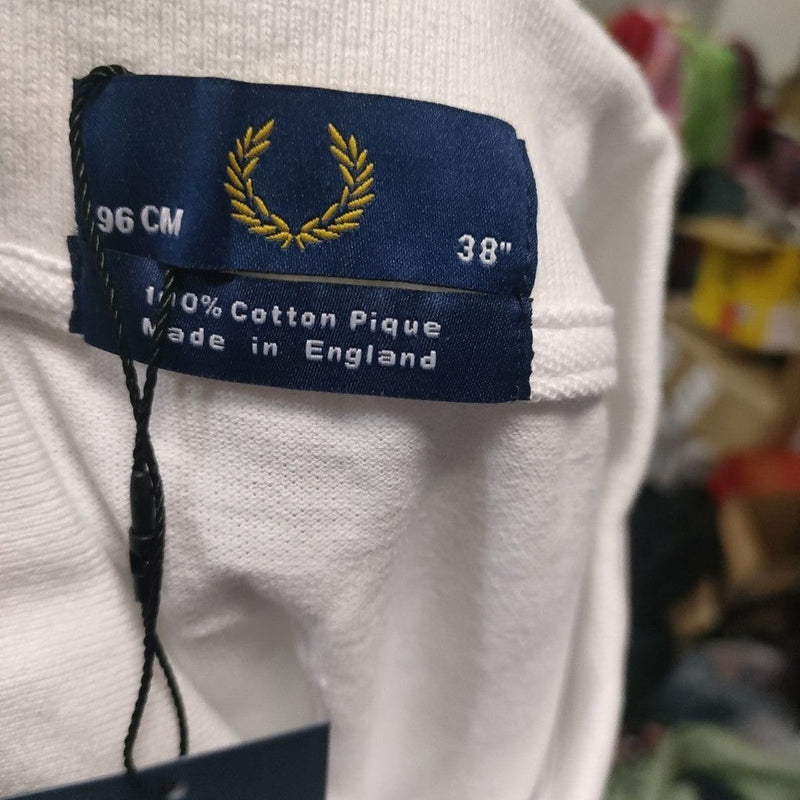 96 CM
38"
100% Cotton Pique
Made in England